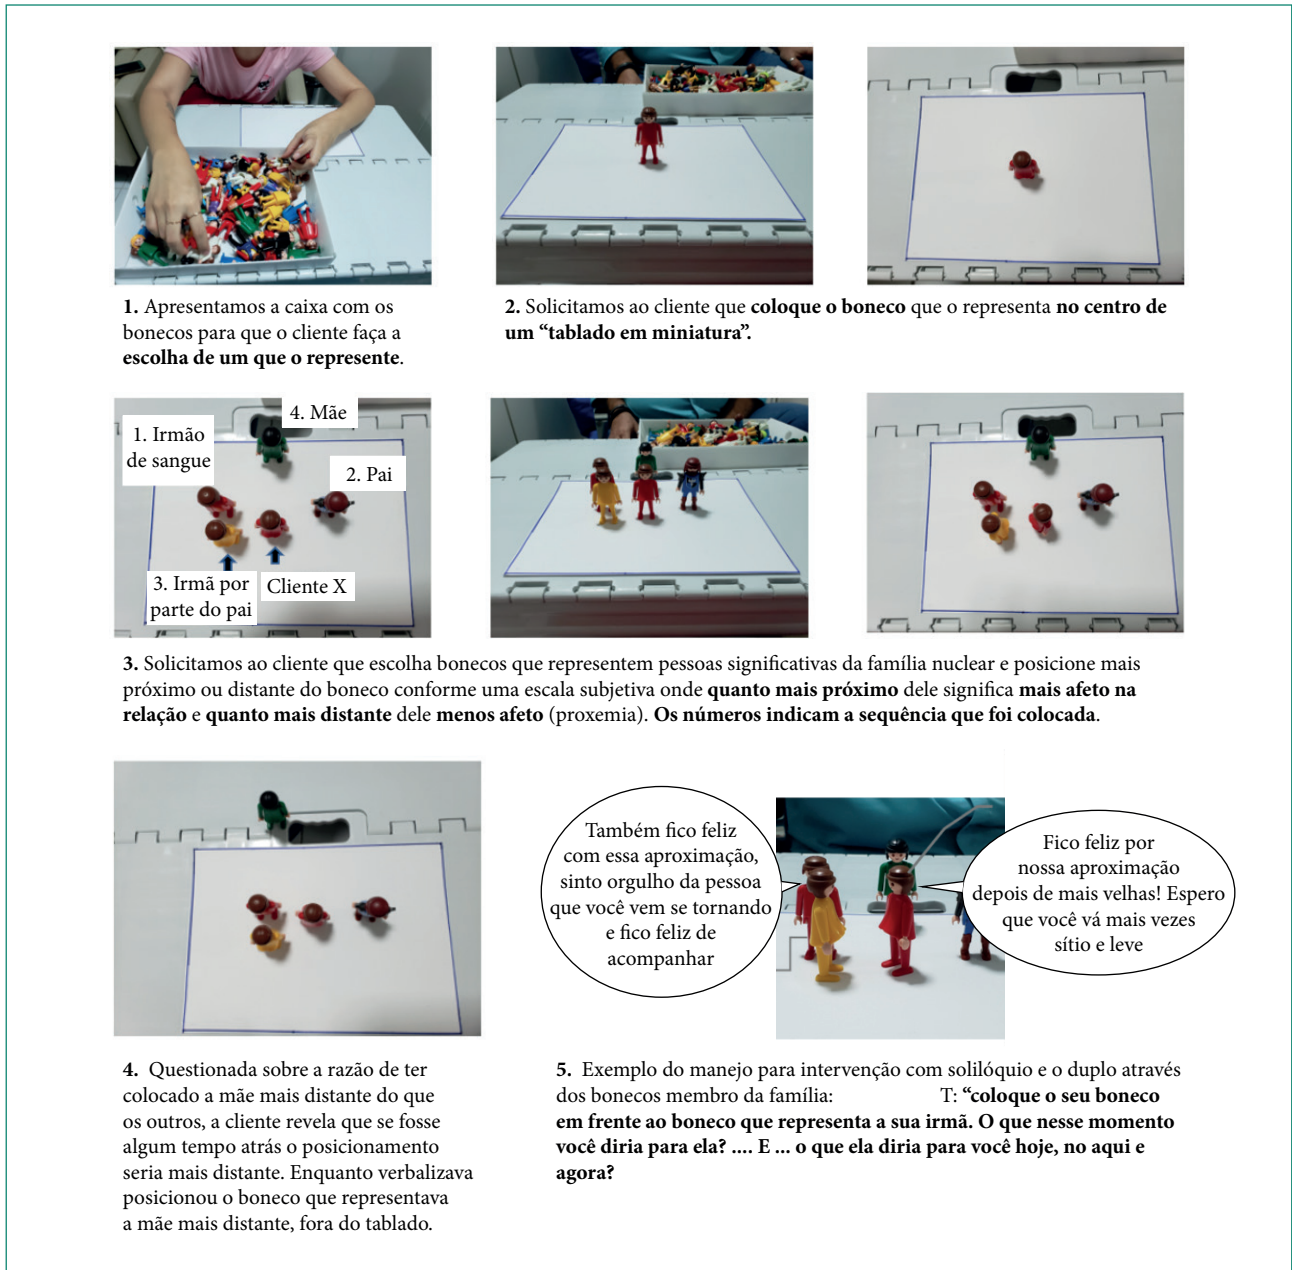 1. Apresentamos a caixa com os
bonecos para que o cliente faça a
escolha de um que o represente.
2. Solicitamos ao cliente que coloque o boneco que o representa no centro de
um “tablado em miniatura”.
4. Mãe
1. Irmão
de sangue
2. Pai
3. Irmã por
parte do pai
Cliente X
3. Solicitamos ao cliente que escolha bonecos que representem pessoas significativas da família nuclear e posicione mais
próximo ou distante do boneco conforme uma escala subjetiva onde quanto mais próximo dele significa mais afeto na
relação e quanto mais distante dele menos afeto (proxemia). Os números indicam a sequência que foi colocada.
Também fico feliz
com essa aproximação,
sinto orgulho da pessoa
que você vem se tornando
e fico feliz de
acompanhar
Fico feliz por
nossa aproximação
depois de mais velhas! Espero
que você vá mais vezes
sítio e leve
4. Questionada sobre a razão de ter
colocado a mãe mais distante do que
os outros, a cliente revela que se fosse
algum tempo atrás o posicionamento
seria mais distante. Enquanto verbalizava
posicionou o boneco que representava
a mãe mais distante, fora do tablado.
5. Exemplo do manejo para intervenção com solilóquio e o duplo através
dos bonecos membro da família: T: “coloque o seu boneco
em frente ao boneco que representa a sua irmã. O que nesse momento
você diria para ela? .... E ... o que ela diria para você hoje, no aqui e
agora?